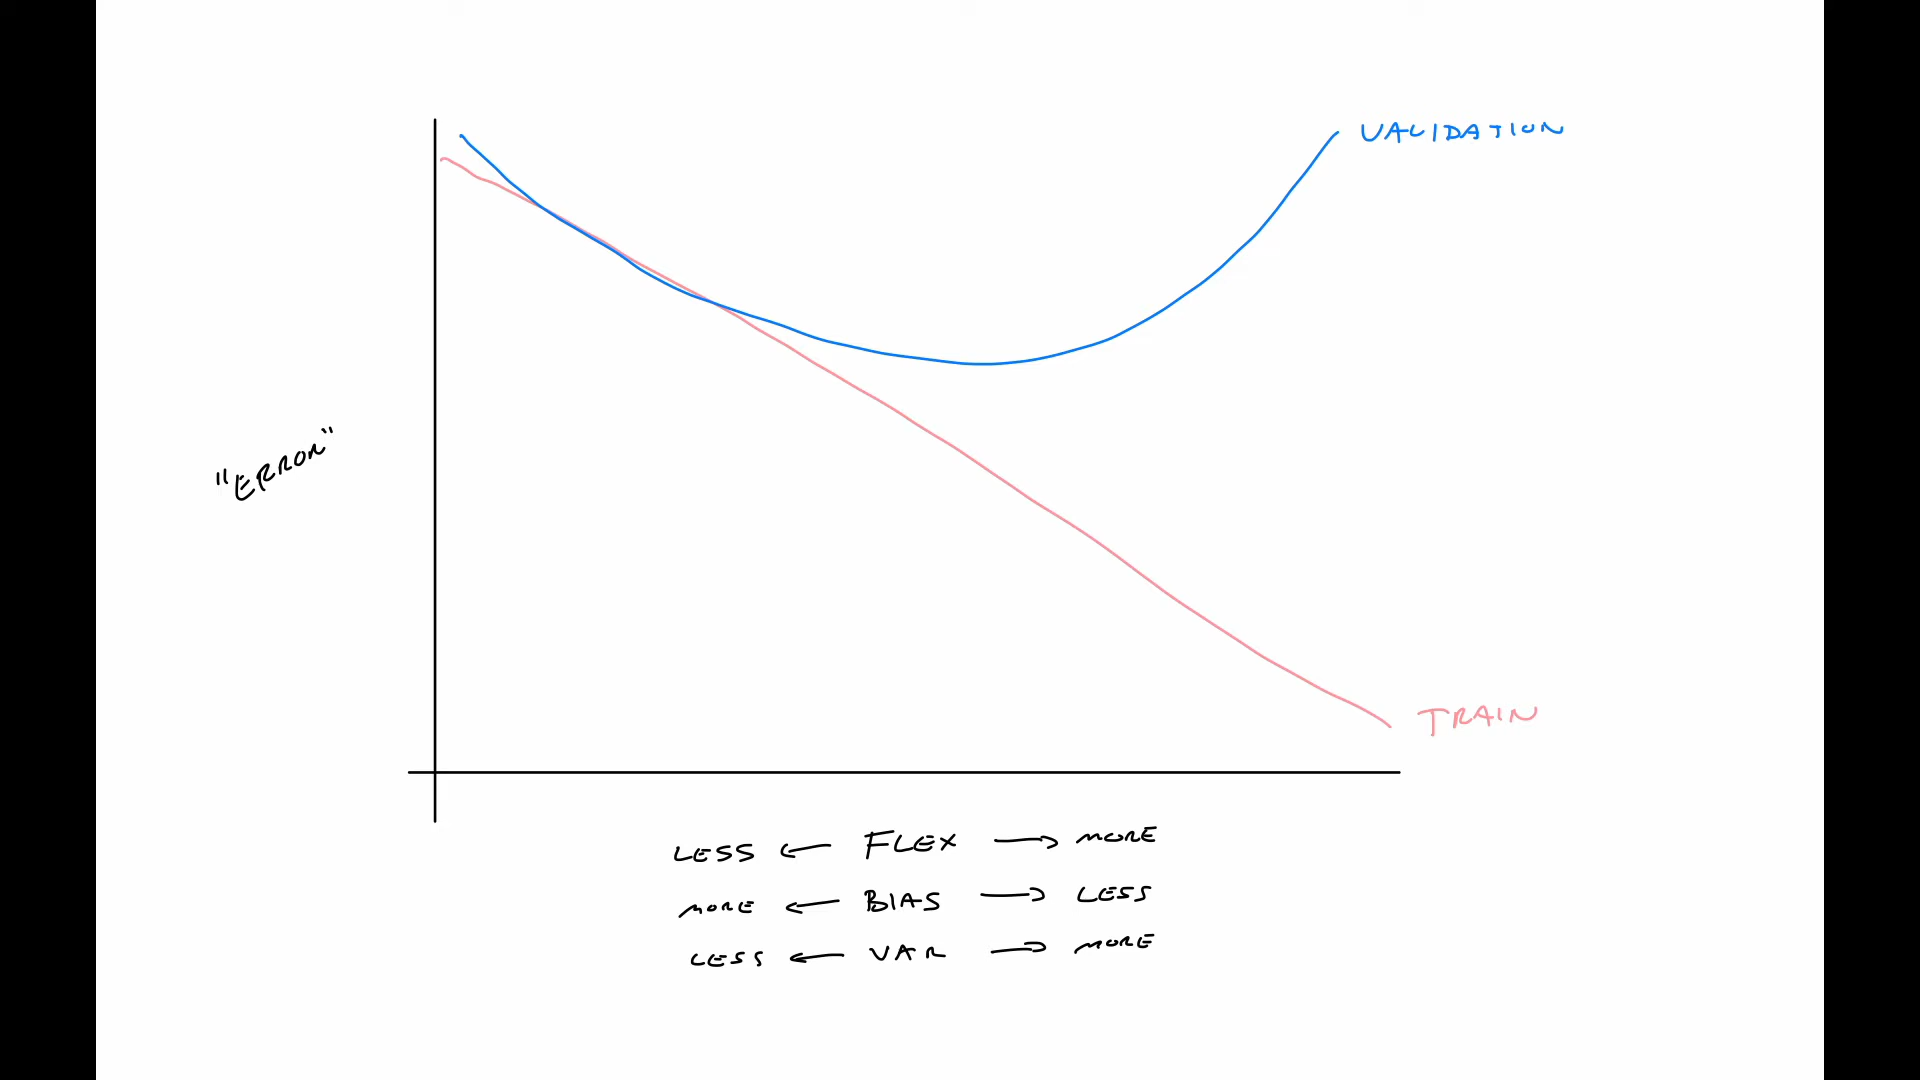 VALIDATION
"ERROR"
TRAIN
LESS ← FLEX → MORE
MORE ← BIAS → LESS
LESS ← VAR → MORE